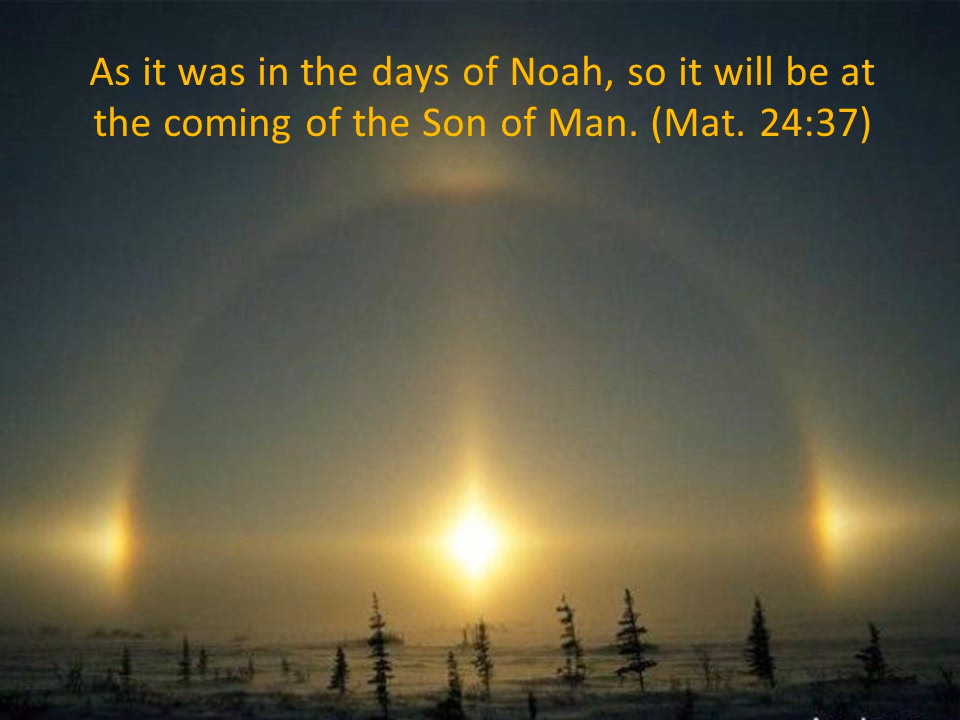 As it was in the days of Noah, so it will be at
the coming of the Son of Man. (Mat. 24:37)